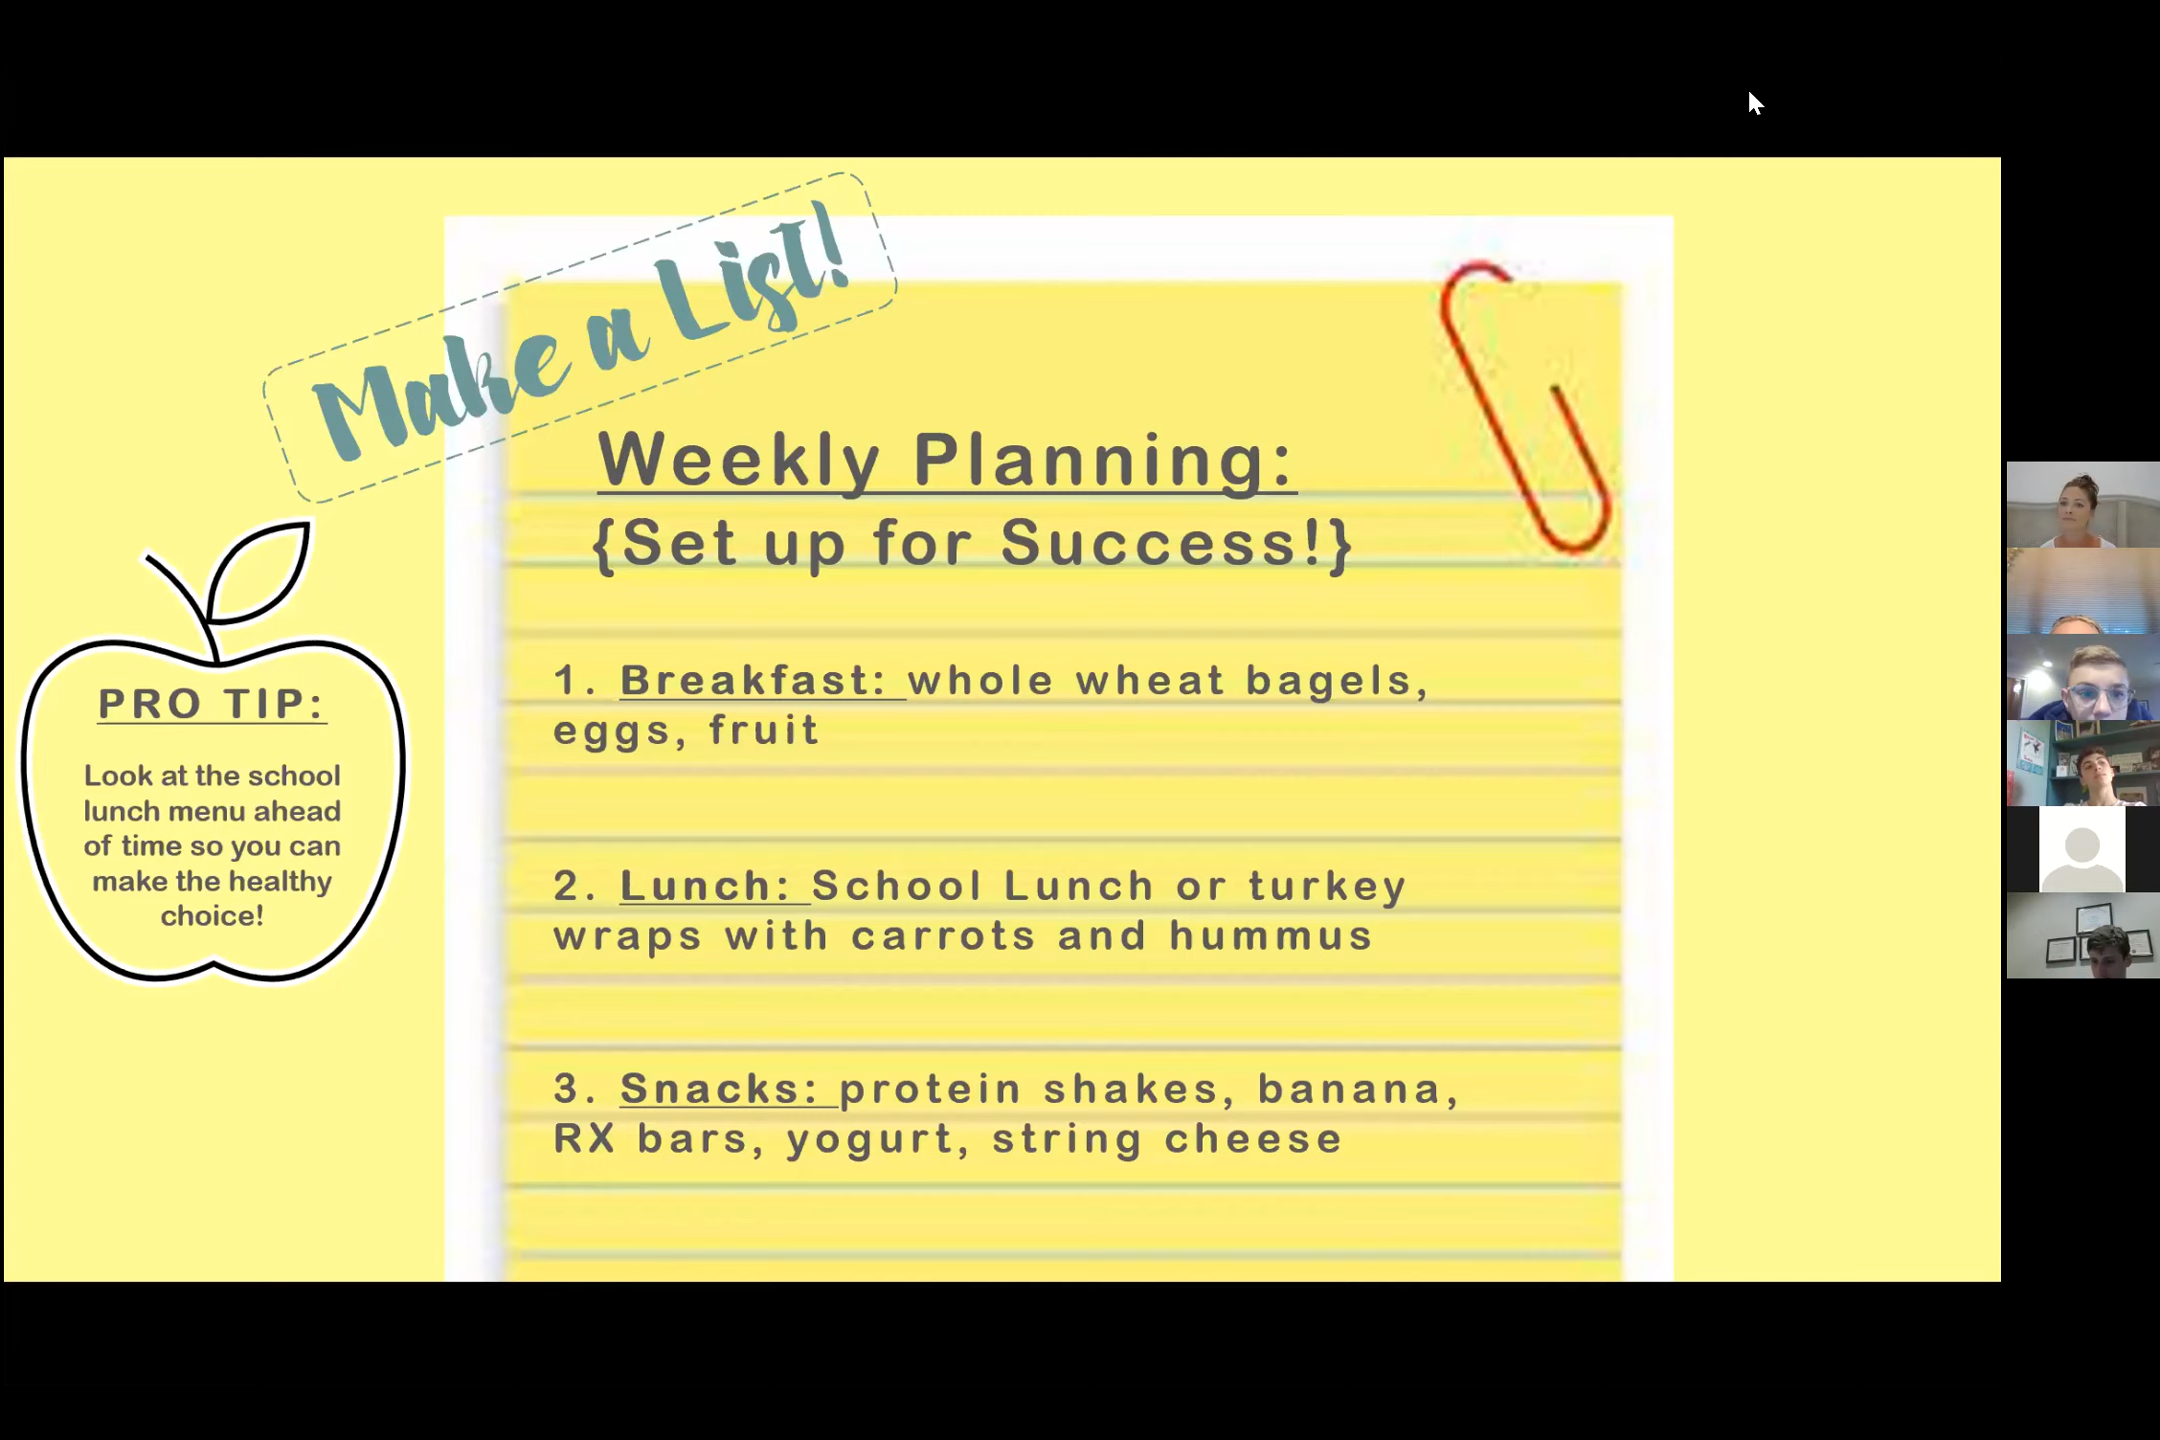 Make a List!
Weekly Planning:
{Set up for Success!}
PRO TIP:
Look at the school
lunch menu ahead
of time so you can
make the healthy
choice!
1. Breakfast: whole wheat bagels,
eggs, fruit
2. Lunch: School Lunch or turkey
wraps with carrots and hummus
3. Snacks: protein shakes, banana,
RX bars, yogurt, string cheese